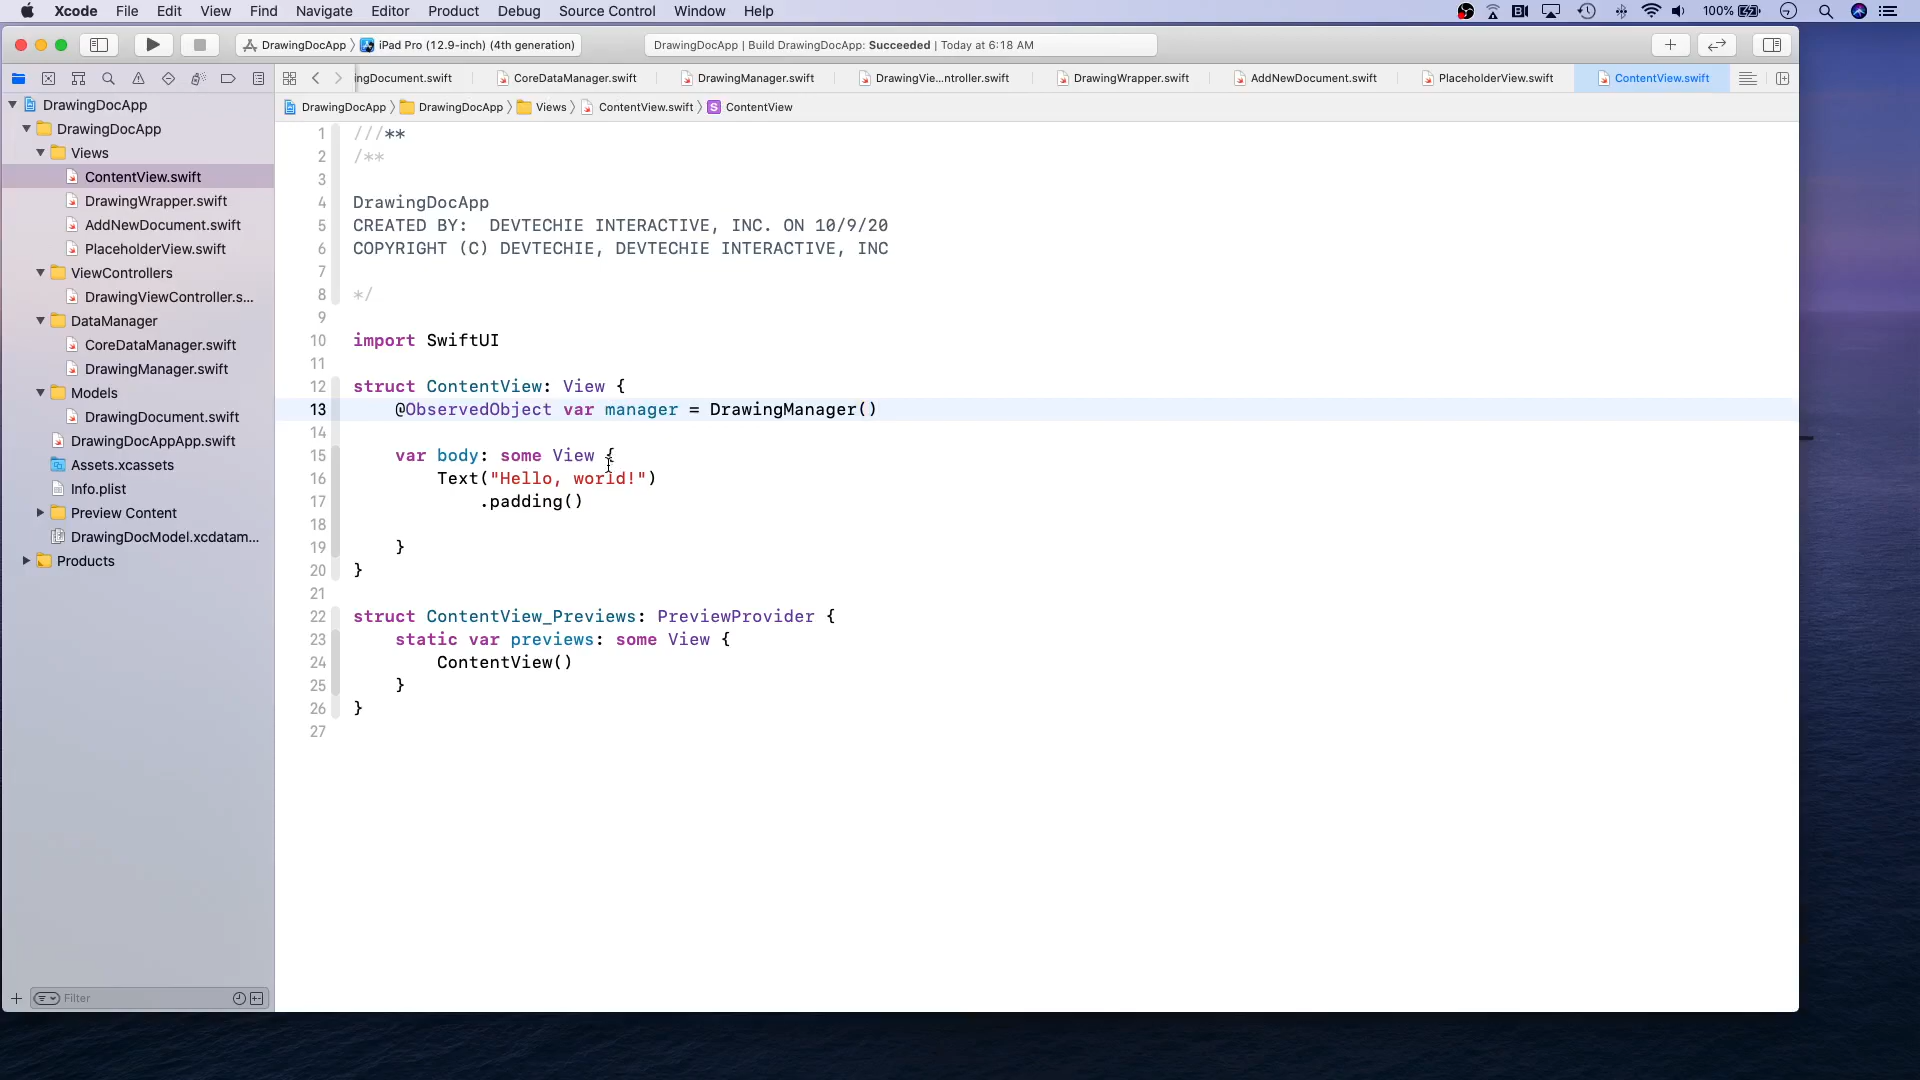 Xcode File Edit View Find Navigate Editor Product Debug Source Control Window Help 100%
DrawingDocApp iPad Pro (12.9-inch) (4th generation) DrawingDocApp | Build DrawingDocApp: Succeeded | Today at 6:18 AM
ingDocument.swift CoreDataManager.swift DrawingManager.swift DrawingVie...ntroller.swift DrawingWrapper.swift AddNewDocument.swift PlaceholderView.swift ContentView.swift
DrawingDocApp DrawingDocApp Views ContentView.swift S ContentView
DrawingDocApp
DrawingDocApp
Views
ContentView.swift
DrawingWrapper.swift
AddNewDocument.swift
PlaceholderView.swift
ViewControllers
DrawingViewController.s...
DataManager
CoreDataManager.swift
DrawingManager.swift
Models
DrawingDocument.swift
DrawingDocAppApp.swift
Assets.xcassets
Info.plist
Preview Content
DrawingDocModel.xcdatam...
Products
Filter
1 ///**
2 /**
3
4 DrawingDocApp
5 CREATED BY: DEVTECHIE INTERACTIVE, INC. ON 10/9/20
6 COPYRIGHT (C) DEVTECHIE, DEVTECHIE INTERACTIVE, INC
7
8 */
9
10 import SwiftUI
11
12 struct ContentView: View {
13 @ObservedObject var manager = DrawingManager()
14
15 var body: some View {
16 Text("Hello, world!")
17 .padding()
18
19 }
20 }
21
22 struct ContentView_Previews: PreviewProvider {
23 static var previews: some View {
24 ContentView()
25 }
26 }
27